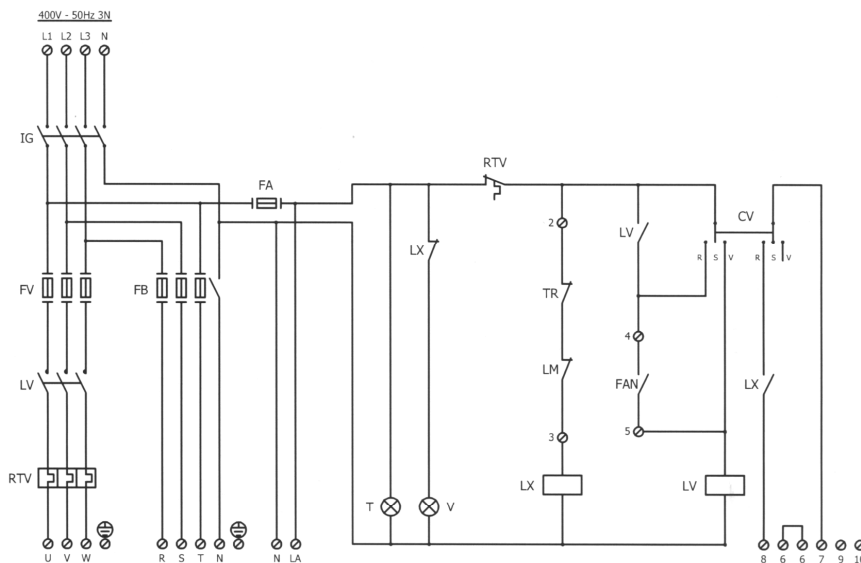 400V - 50Hz 3N
L1 L2 L3 N
IG
FA
RTV
CV
2
LV
LX
R S V R S V
FV
FB
TR
4
LV
LM
FAN
LX
3
5
RTV
LX
LV
T
V
U V W R S T N N LA
8 6 6 7 9 10